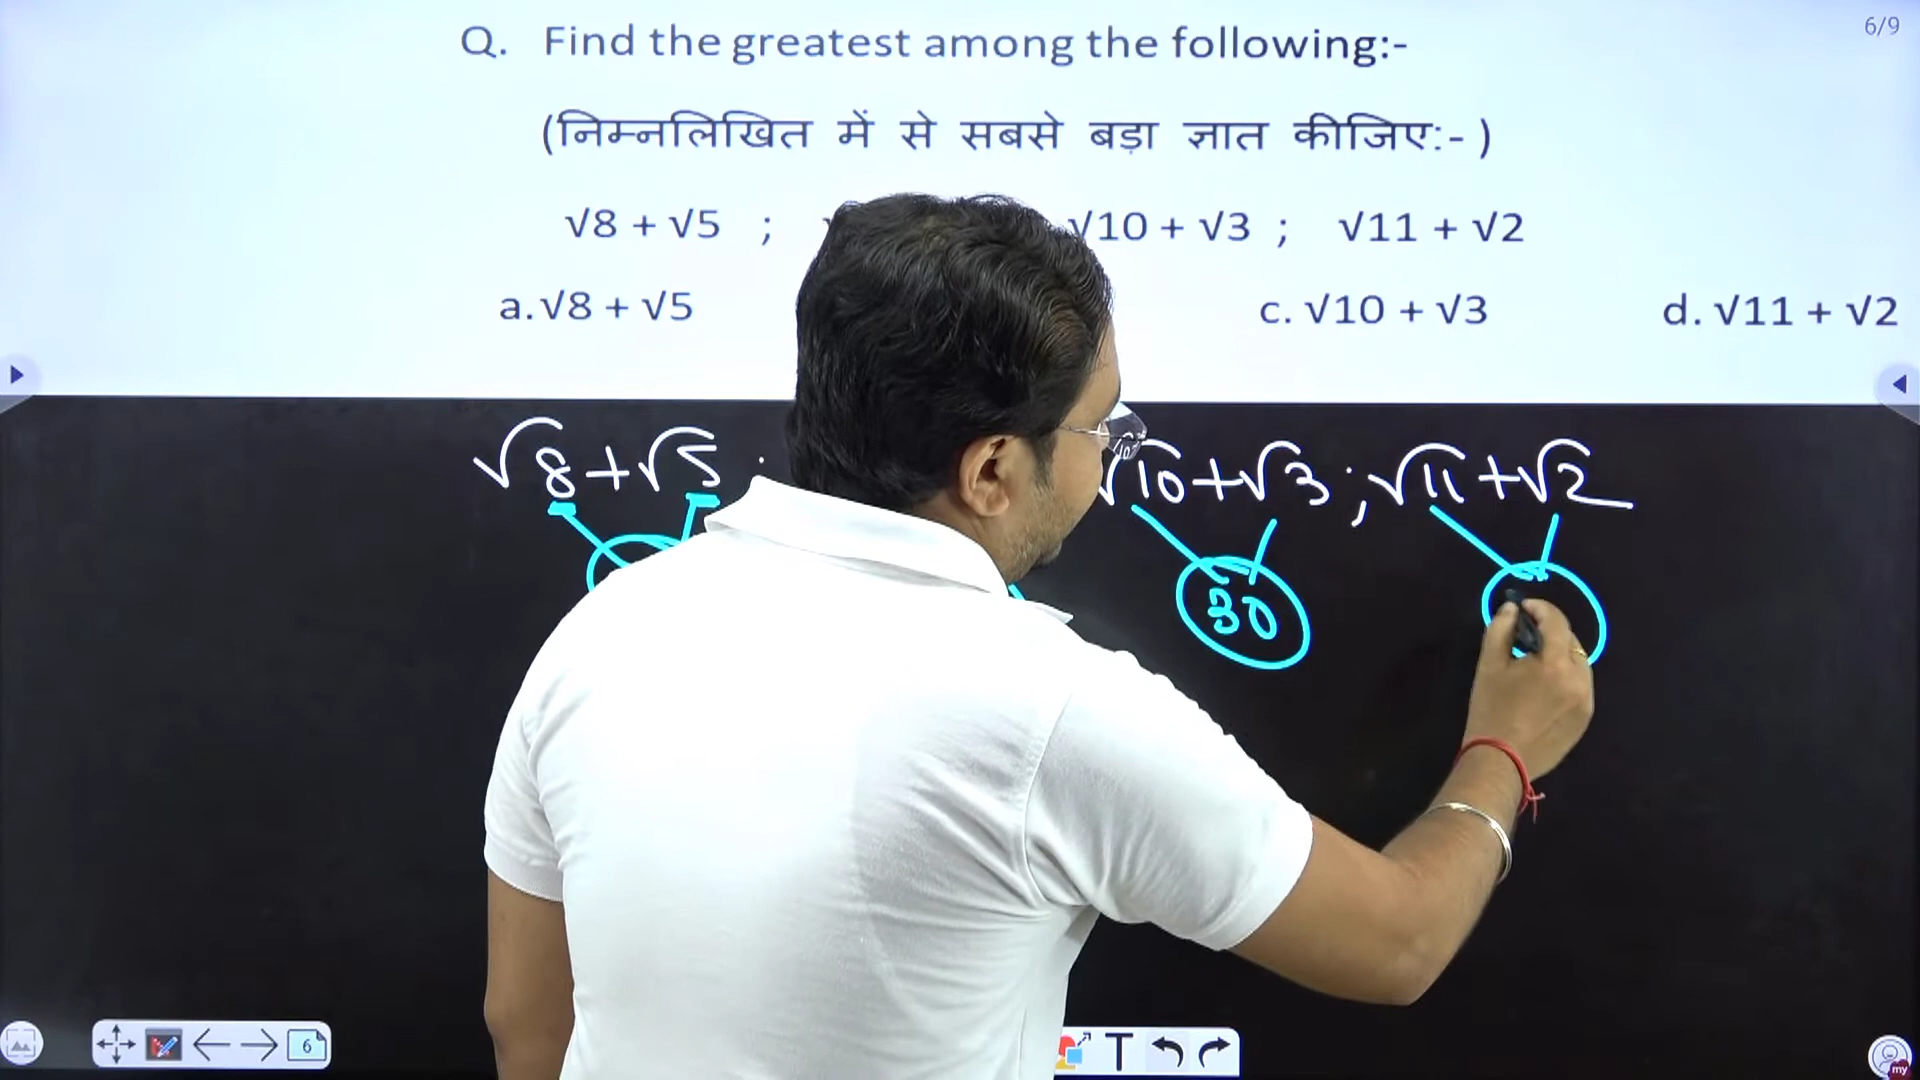 6/9
Q. Find the greatest among the following:-
(निम्नलिखित में से सबसे बड़ा ज्ञात कीजिए:- )
√8 + √5 ; √10 + √3 ; √11 + √2
a. √8 + √5 c. √10 + √3 d. √11 + √2
√8 + √5 ; √10 + √3 ; √11 + √2
30
6 T
my